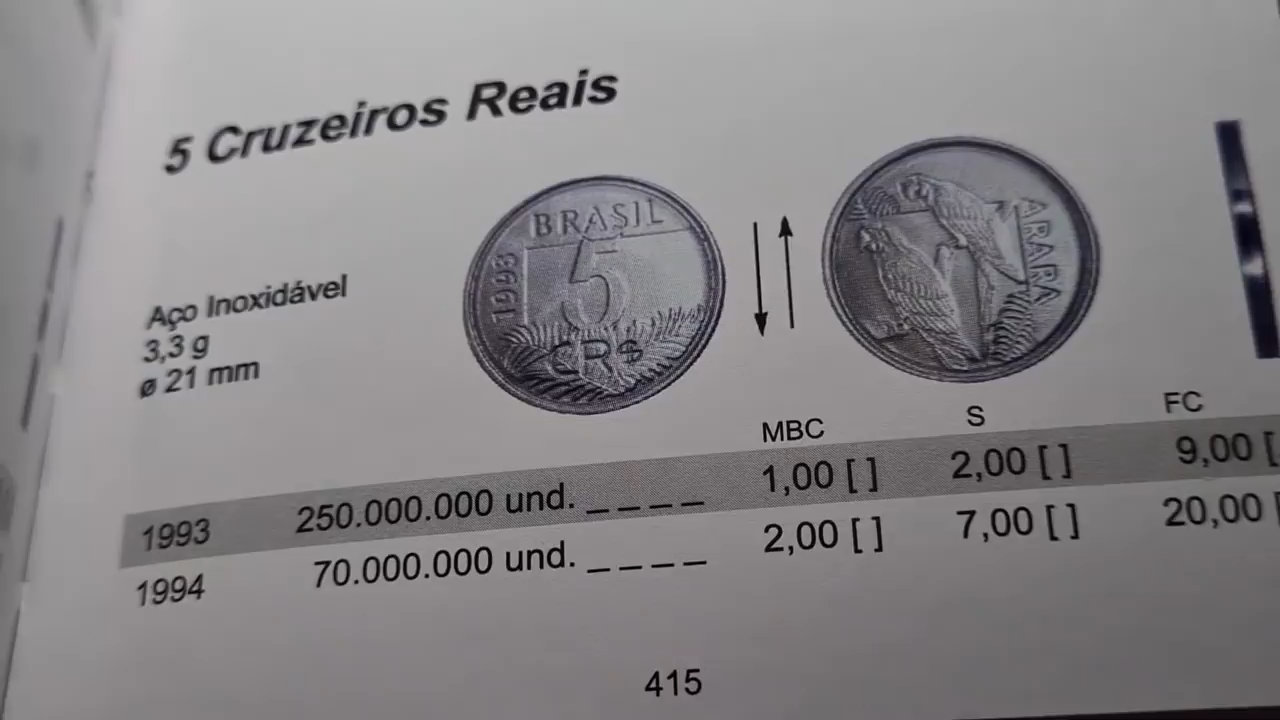 5 Cruzeiros Reais
Aço Inoxidável
3,3 g
ø 21 mm
BRASIL
1993
5
CR$
ARARA
MBC S FC
1993 250.000.000 und. _ _ _ _ 1,00 [ ] 2,00 [ ] 9,00 [
1994 70.000.000 und. _ _ _ _ 2,00 [ ] 7,00 [ ] 20,00 [
415